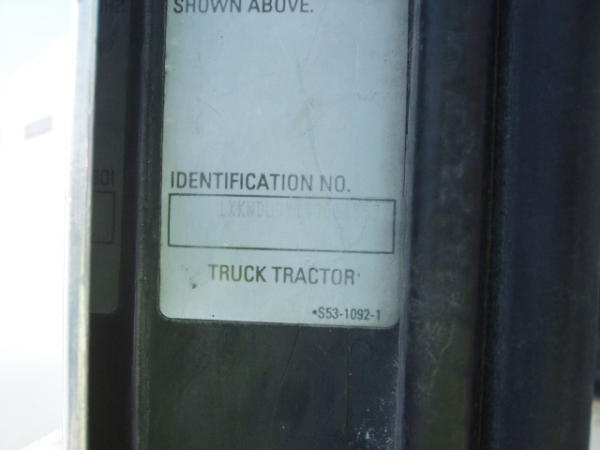 SHOWN ABOVE.
IDENTIFICATION NO.
TRUCK TRACTOR
*S53-1092-1